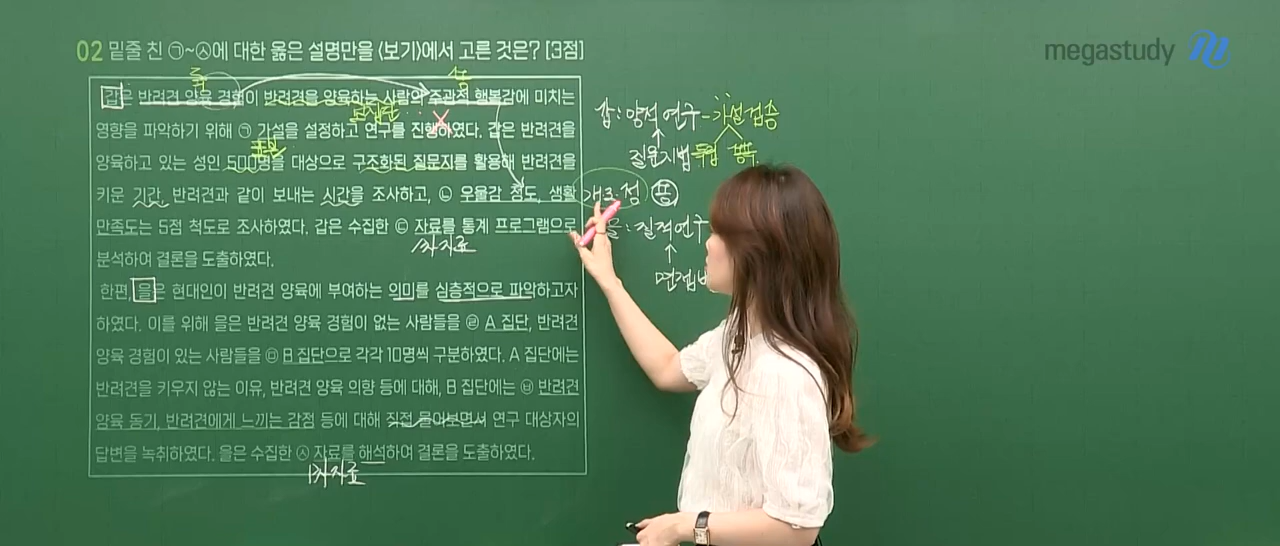 02 밑줄 친 ㉠~㉦에 대한 옳은 설명만을 <보기>에서 고른 것은? [3점]
megastudy
갑은 반려견 양육 경험이 반려견을 양육하는 사람의 주관적 행복감에 미치는
영향을 파악하기 위해 ㉠ 가설을 설정하고 연구를 진행하였다. 갑은 반려견을
양육하고 있는 성인 500명을 대상으로 구조화된 질문지를 활용해 반려견을
키운 기간, 반려견과 같이 보내는 시간을 조사하고, ㉡ 우울감 정도, 생활
만족도는 5점 척도로 조사하였다. 갑은 수집한 ㉢ 자료를 통계 프로그램으로
1차자료
분석하여 결론을 도출하였다.
한편, 을은 현대인이 반려견 양육에 부여하는 의미를 심층적으로 파악하고자
하였다. 이를 위해 을은 반려견 양육 경험이 없는 사람들을 ㉣ A 집단, 반려견
양육 경험이 있는 사람들을 ㉤ B 집단으로 각각 10명씩 구분하였다. A 집단에는
반려견을 키우지 않는 이유, 반려견 양육 의향 등에 대해, B 집단에는 ㉥ 반려견
양육 동기, 반려견에게 느끼는 감정 등에 대해 직접 물어보면서 연구 대상자의
답변을 녹취하였다. 을은 수집한 ㉦ 자료를 해석하여 결론을 도출하였다.
1차자료
갑: 양적 연구 - 가설검증
질문지법 독립 종속
개조정 종
을: 질적연구
면접법